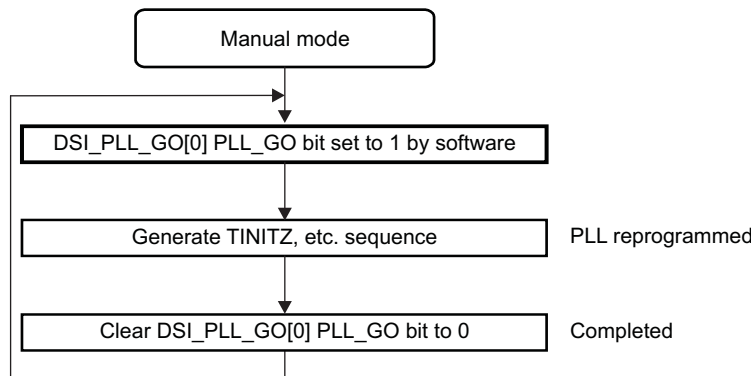 Manual mode
DSI_PLL_GO[0] PLL_GO bit set to 1 by software
Generate TINITZ, etc. sequence
PLL reprogrammed
Clear DSI_PLL_GO[0] PLL_GO bit to 0
Completed